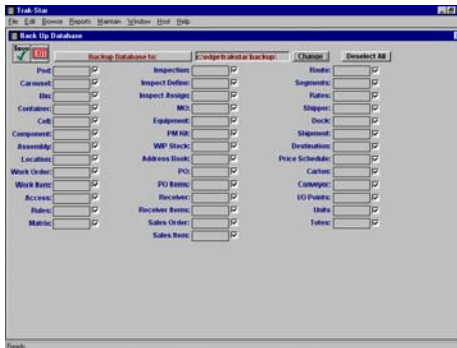 Trak-Star
File Edit Browse Reports Maintain Window Host Help
Back Up Database
Save
Backup Database to: c:\edge\trakstar\backup\ Change Deselect All
Part: Inspection: Route:
Carousel: Inspect Define: Segments:
Bin: Inspect Assign: Rates:
Container: MO: Shipper:
Cell: Equipment: Dock:
Component: PM Kit: Shipment:
Assembly: WIP Stock: Destination:
Location: Address Book: Price Schedule:
Work Order: PO: Carton:
Work Item: PO Items: Conveyor:
Access: Receiver: I/O Points:
Rules: Receiver Items: Units
Matrix: Sales Order: Totes:
Sales Item:
Ready